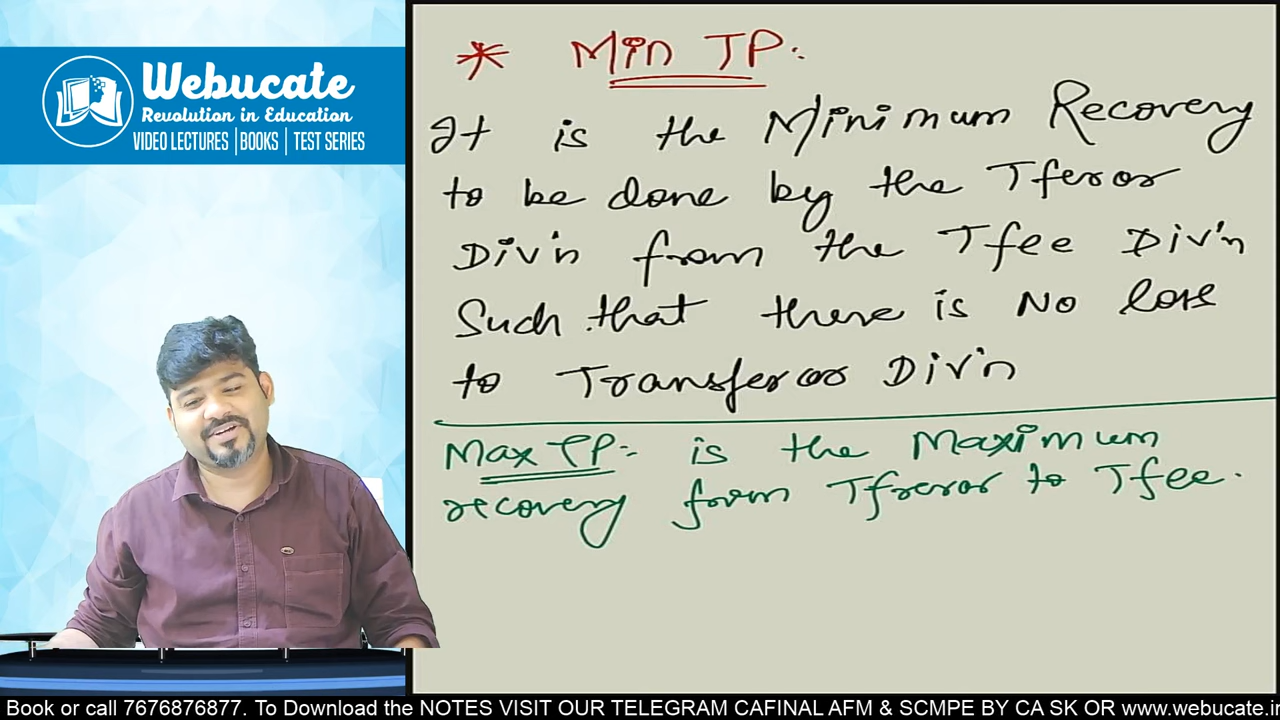 Webucate
Revolution in Education
VIDEO LECTURES | BOOKS | TEST SERIES
* Min TP:
It is the Minimum Recovery
to be done by the Tferor
Div'n from the Tfee Div'n
Such that there is No loss
to Transferor Div'n
Max TP:- is the Maximum
recovery from Tfreror to Tfee.
Book or call 7676876877. To Download the NOTES VISIT OUR TELEGRAM CAFINAL AFM & SCMPE BY CA SK OR www.webucate.in